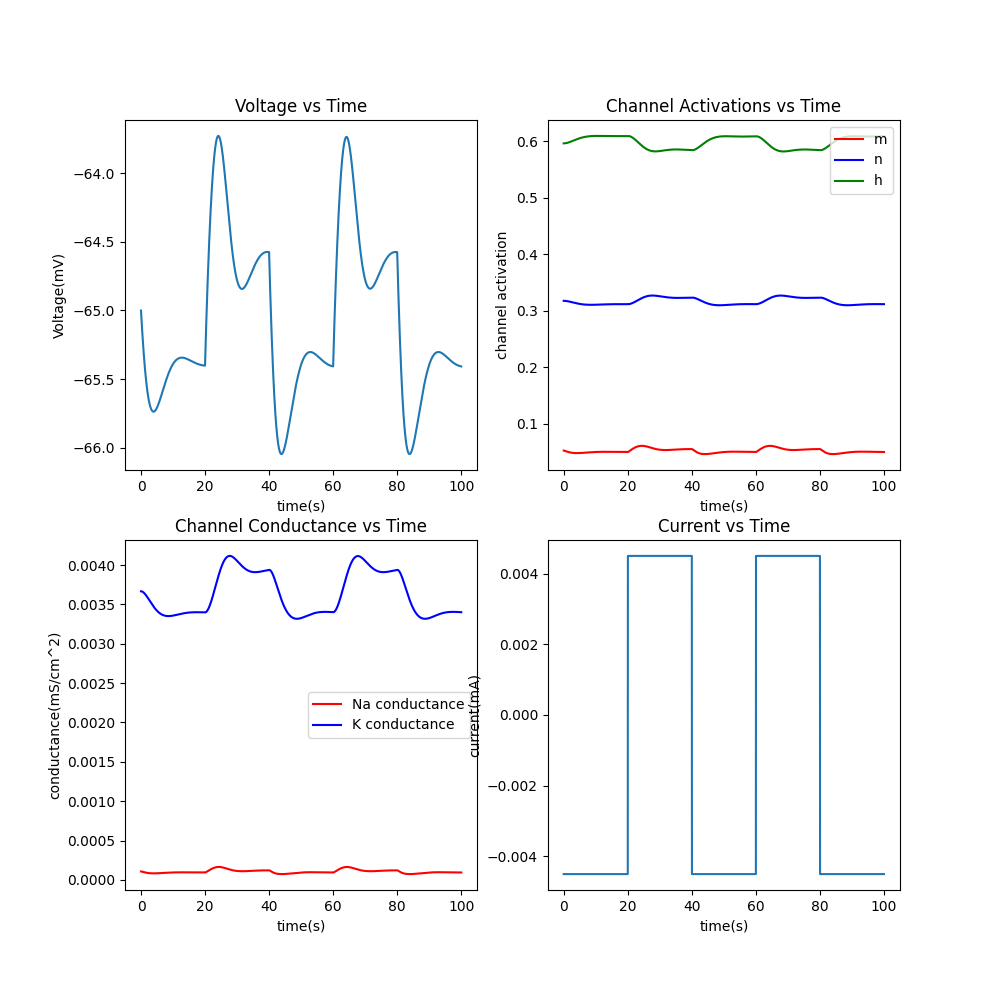 Voltage vs Time
Voltage(mV)
−64.0
−64.5
−65.0
−65.5
−66.0
0 20 40 60 80 100
time(s)
Channel Activations vs Time
channel activation
0.6
0.5
0.4
0.3
0.2
0.1
m
n
h
0 20 40 60 80 100
time(s)
Channel Conductance vs Time
conductance(mS/cm^2)
0.0040
0.0035
0.0030
0.0025
0.0020
0.0015
0.0010
0.0005
0.0000
Na conductance
K conductance
0 20 40 60 80 100
time(s)
Current vs Time
current(mA)
0.004
0.002
0.000
−0.002
−0.004
0 20 40 60 80 100
time(s)